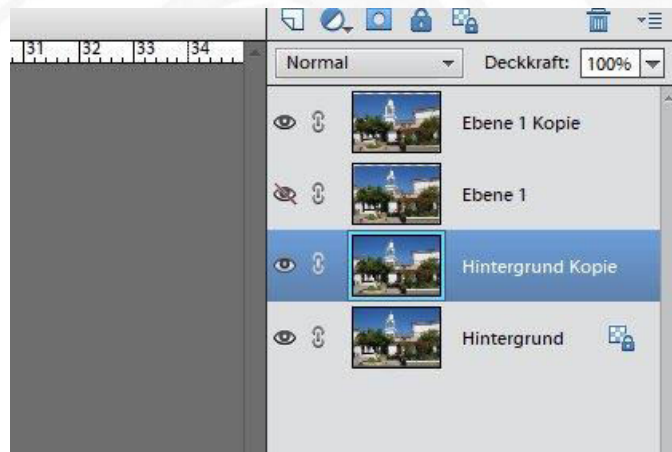 31 32 33 34
Normal Deckkraft: 100%
Ebene 1 Kopie
Ebene 1
Hintergrund Kopie
Hintergrund